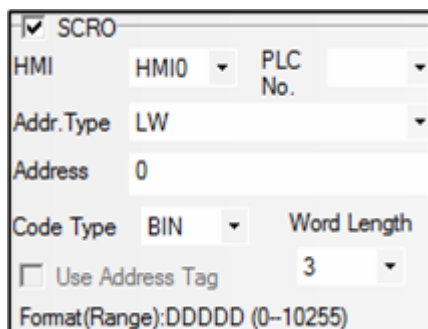 SCRO
HMI HMI0 PLC No.
Addr.Type LW
Address 0
Code Type BIN Word Length
Use Address Tag 3
Format(Range):DDDDD (0--10255)